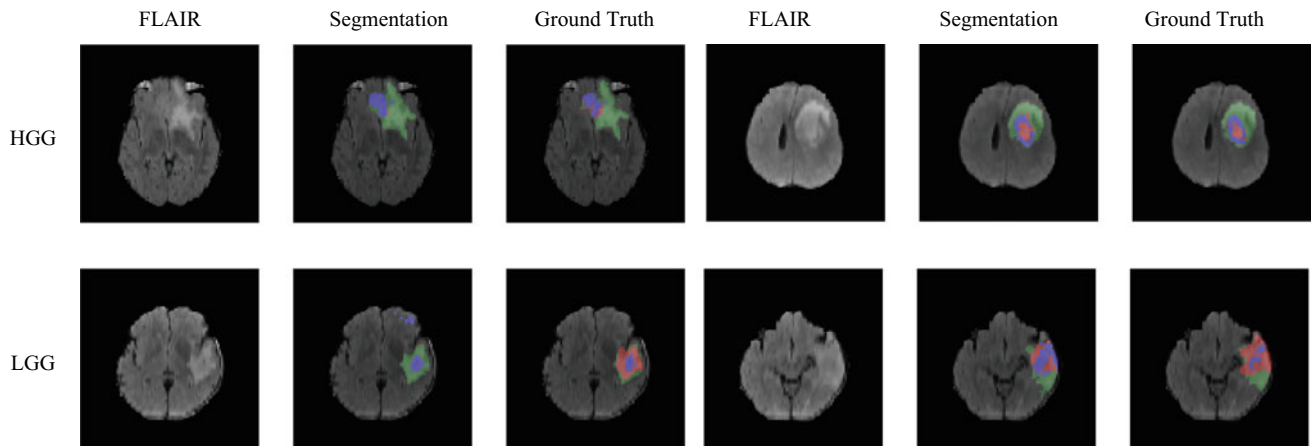 FLAIR Segmentation Ground Truth FLAIR Segmentation Ground Truth
HGG
LGG